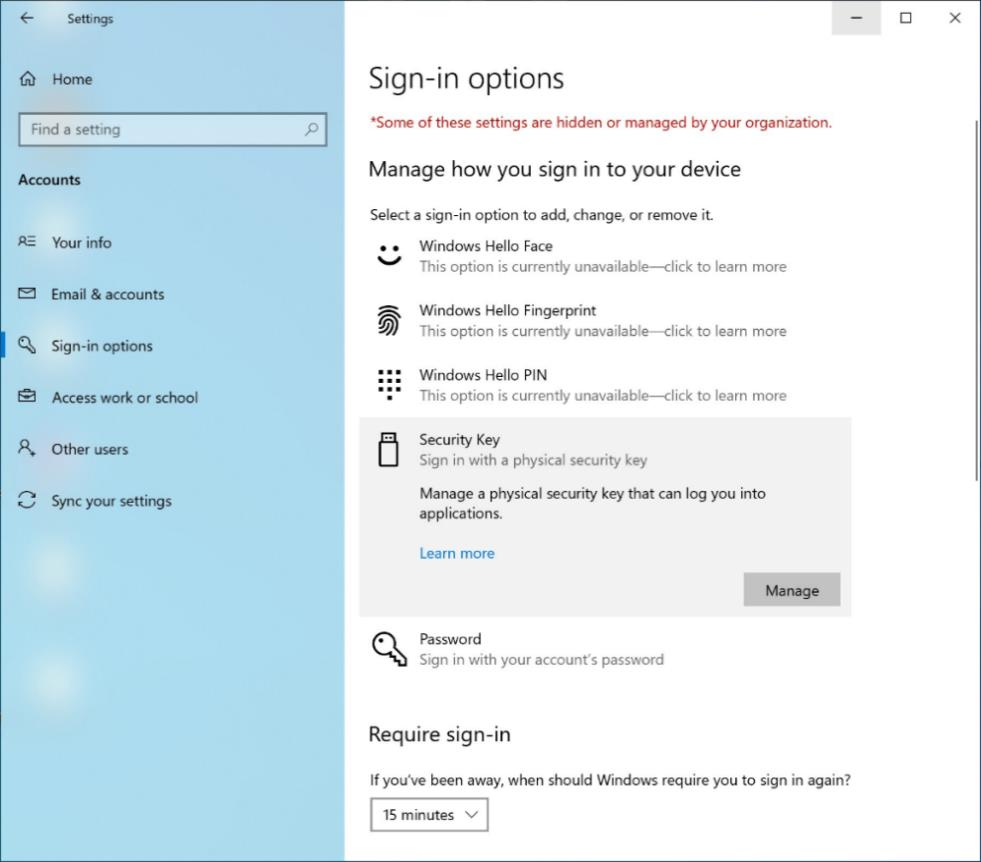 Settings
Home
Find a setting
Accounts
Your info
Email & accounts
Sign-in options
Access work or school
Other users
Sync your settings
Sign-in options
*Some of these settings are hidden or managed by your organization.
Manage how you sign in to your device
Select a sign-in option to add, change, or remove it.
Windows Hello Face
This option is currently unavailable—click to learn more
Windows Hello Fingerprint
This option is currently unavailable—click to learn more
Windows Hello PIN
This option is currently unavailable—click to learn more
Security Key
Sign in with a physical security key
Manage a physical security key that can log you into
applications.
Learn more
Manage
Password
Sign in with your account's password
Require sign-in
If you've been away, when should Windows require you to sign in again?
15 minutes